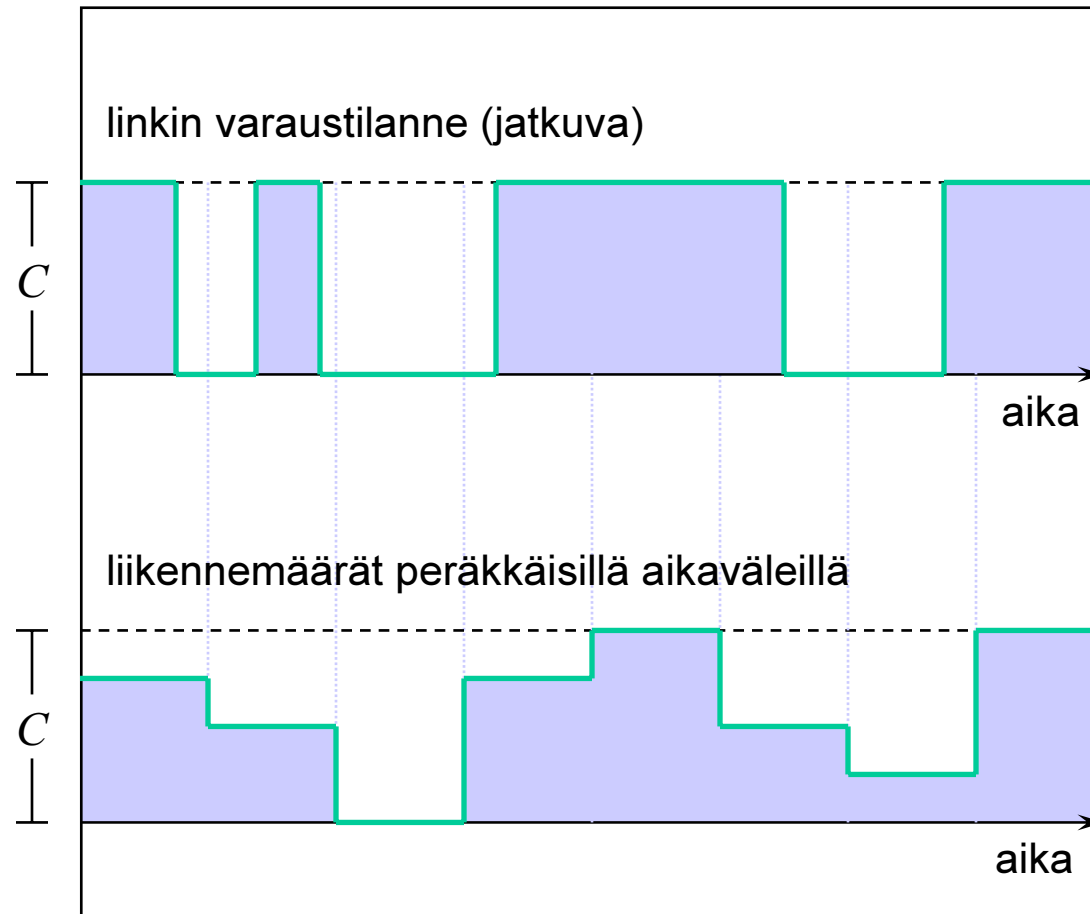 linkin varaustilanne (jatkuva)
C
aika
liikennemäärät peräkkäisillä aikaväleillä
C
aika